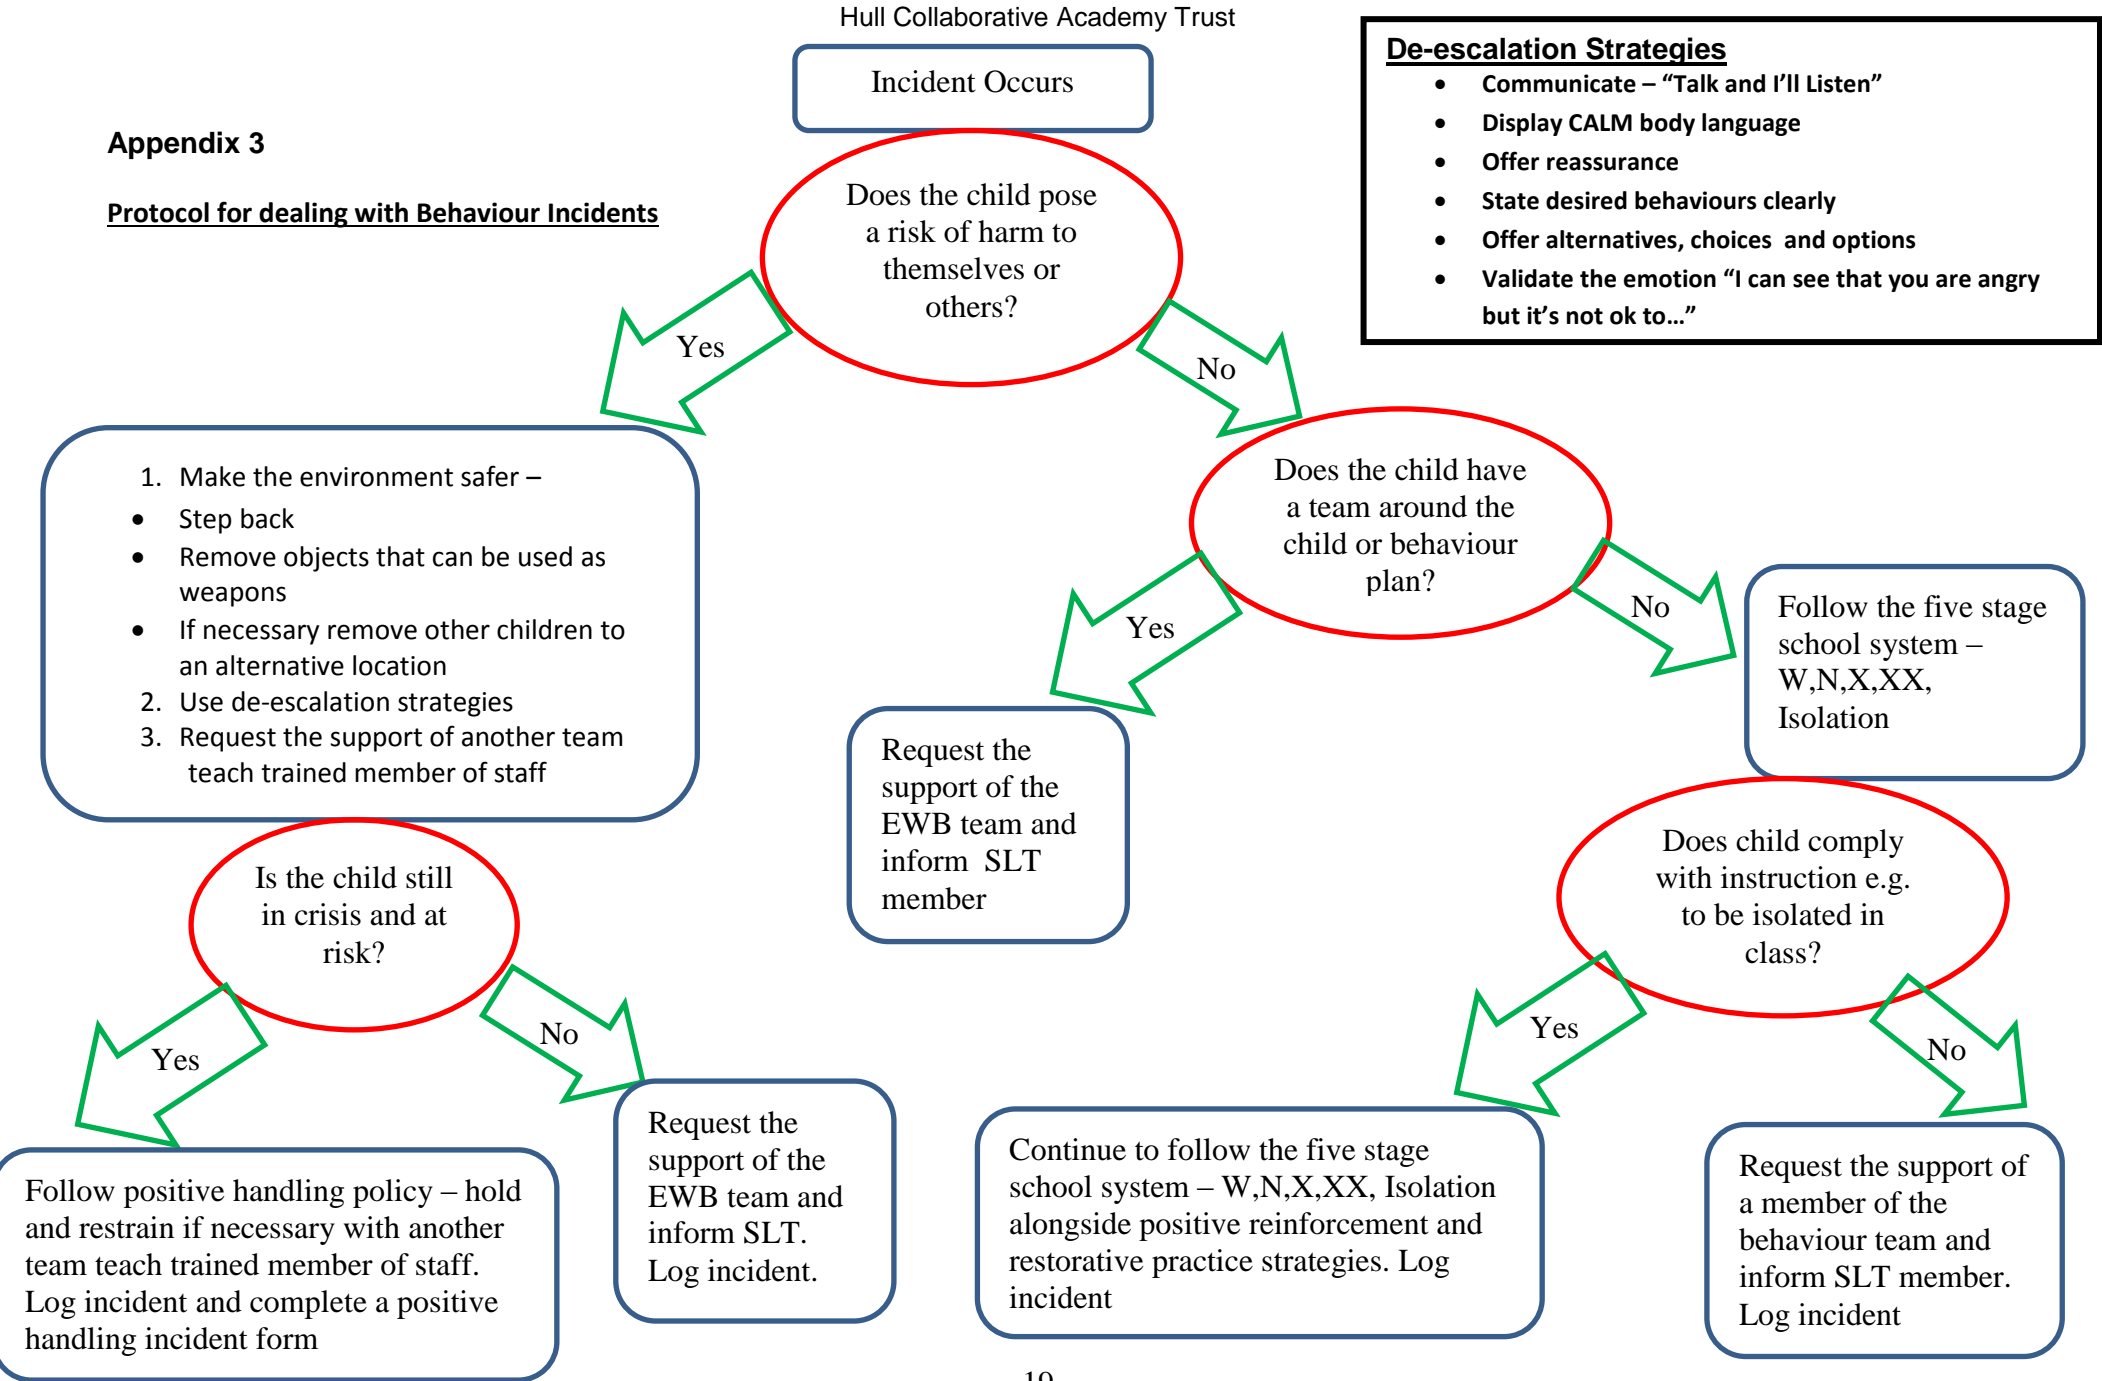 Hull Collaborative Academy Trust
Incident Occurs
De-escalation Strategies
• Communicate – “Talk and I’ll Listen”
• Display CALM body language
• Offer reassurance
• State desired behaviours clearly
• Offer alternatives, choices and options
• Validate the emotion “I can see that you are angry
but it’s not ok to…”
Appendix 3
Protocol for dealing with Behaviour Incidents
Does the child pose
a risk of harm to
themselves or
others?
Yes
No
1. Make the environment safer –
• Step back
• Remove objects that can be used as
weapons
• If necessary remove other children to
an alternative location
2. Use de-escalation strategies
3. Request the support of another team
teach trained member of staff
Does the child have
a team around the
child or behaviour
plan?
Yes
No
Follow the five stage
school system –
W,N,X,XX,
Isolation
Request the
support of the
EWB team and
inform SLT
member
Is the child still
in crisis and at
risk?
Does child comply
with instruction e.g.
to be isolated in
class?
Yes
No
Yes
No
Follow positive handling policy – hold
and restrain if necessary with another
team teach trained member of staff.
Log incident and complete a positive
handling incident form
Request the
support of the
EWB team and
inform SLT.
Log incident.
Continue to follow the five stage
school system – W,N,X,XX, Isolation
alongside positive reinforcement and
restorative practice strategies. Log
incident
Request the support of
a member of the
behaviour team and
inform SLT member.
Log incident